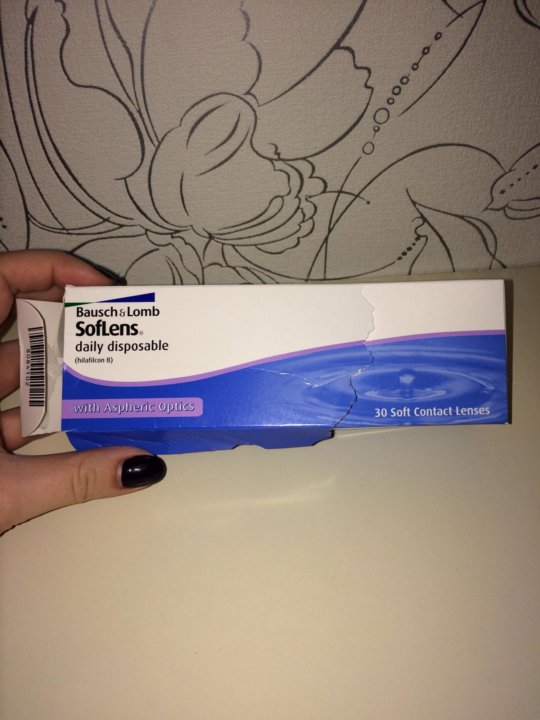 Bausch & Lomb
SofLens®
daily disposable
(hilafilcon B)
with Aspheric Optics
30 Soft Contact Lenses